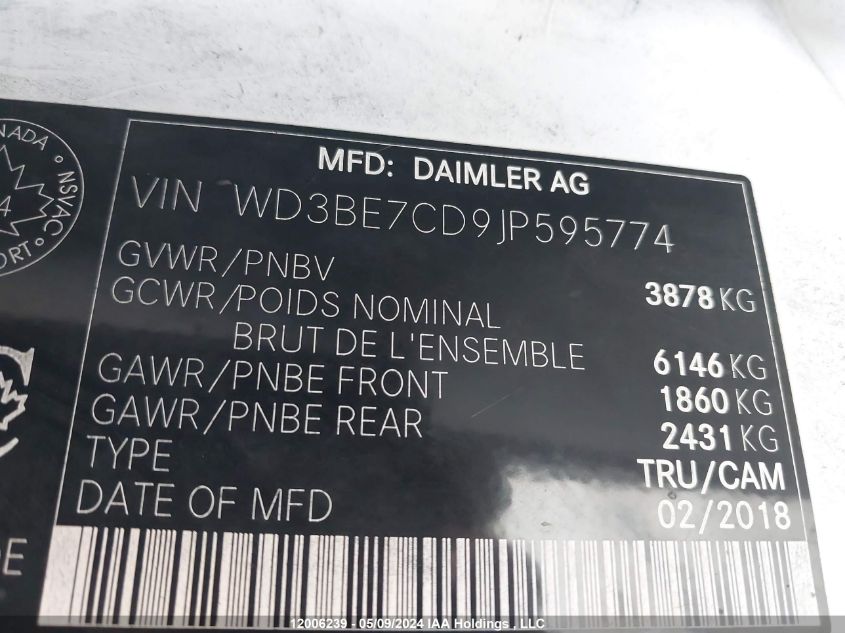 MFD: DAIMLER AG
VIN WD3BE7CD9JP595774
GVWR/PNBV 3878 KG
GCWR/POIDS NOMINAL
BRUT DE L'ENSEMBLE 6146 KG
GAWR/PNBE FRONT 1860 KG
GAWR/PNBE REAR 2431 KG
TYPE TRU/CAM
DATE OF MFD 02/2018
NSVAC
12006239 - 05/09/2024 IAA Holdings, LLC